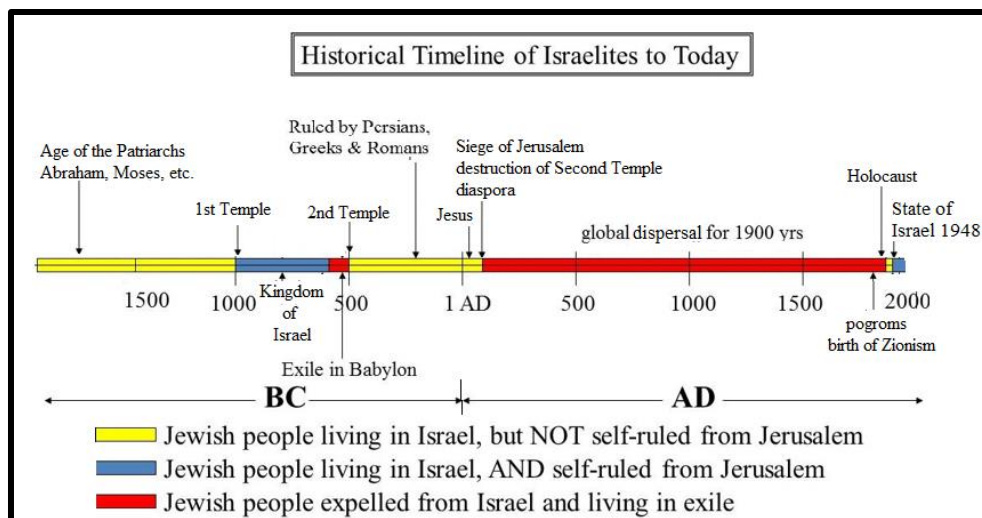 Historical Timeline of Israelites to Today
Age of the Patriarchs
Abraham, Moses, etc.
1st Temple
2nd Temple
Ruled by Persians,
Greeks & Romans
Jesus
Siege of Jerusalem
destruction of Second Temple
diaspora
global dispersal for 1900 yrs
Holocaust
State of
Israel 1948
1500
1000
500
1 AD
500
1000
1500
2000
Kingdom
of
Israel
Exile in Babylon
pogroms
birth of Zionism
BC
AD
Jewish people living in Israel, but NOT self-ruled from Jerusalem
Jewish people living in Israel, AND self-ruled from Jerusalem
Jewish people expelled from Israel and living in exile